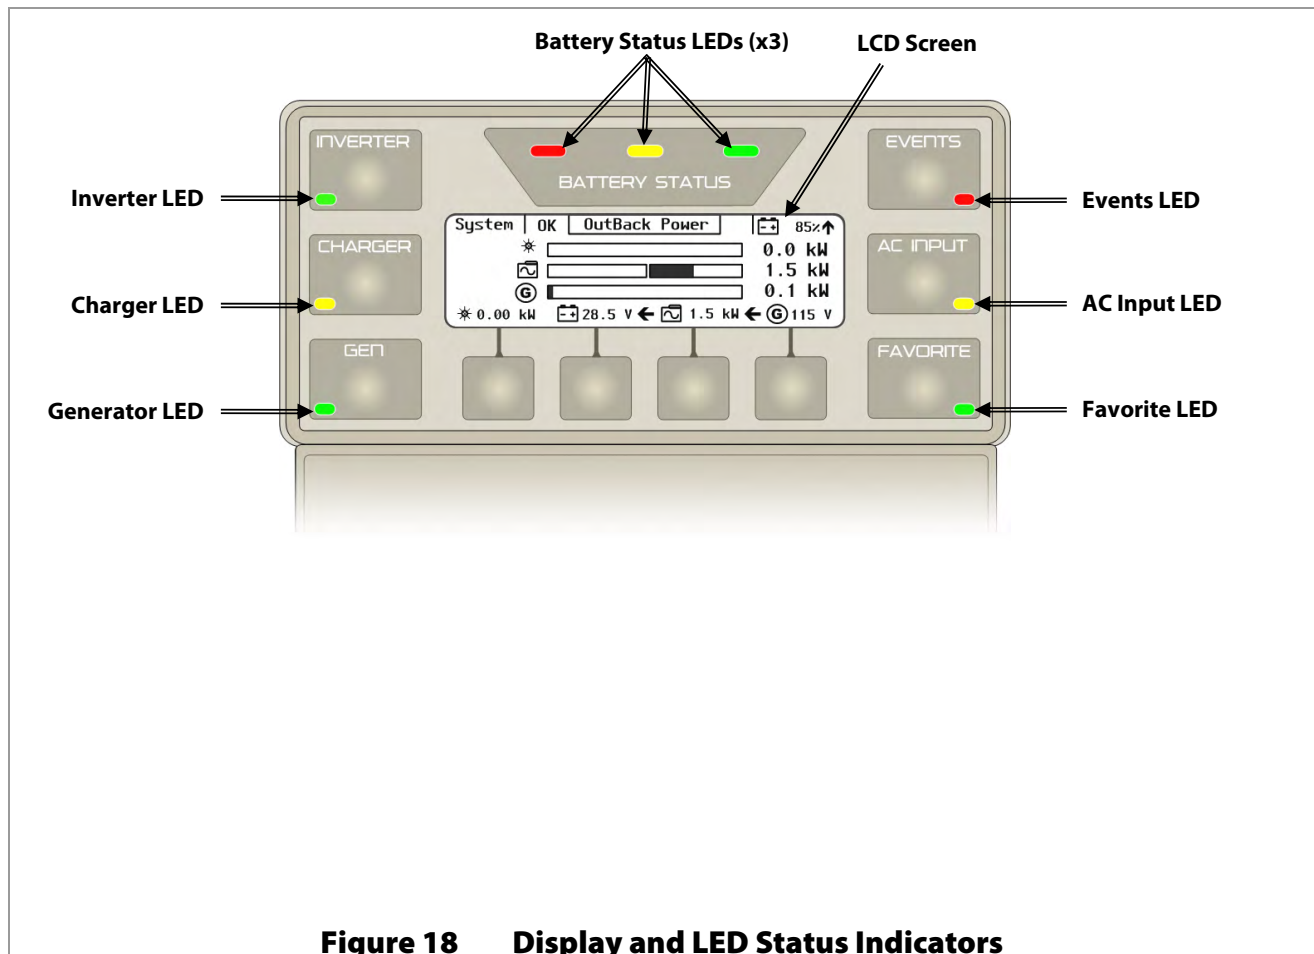 Battery Status LEDs (x3)
LCD Screen
INVERTER
EVENTS
BATTERY STATUS
Inverter LED
Events LED
System OK OutBack Power 85%
CHARGER
AC INPUT
0.0 kW
1.5 kW
G 0.1 kW
Charger LED
AC Input LED
0.00 kW 28.5 V 1.5 kW G 115 V
GEN
FAVORITE
Generator LED
Favorite LED
Figure 18 Display and LED Status Indicators